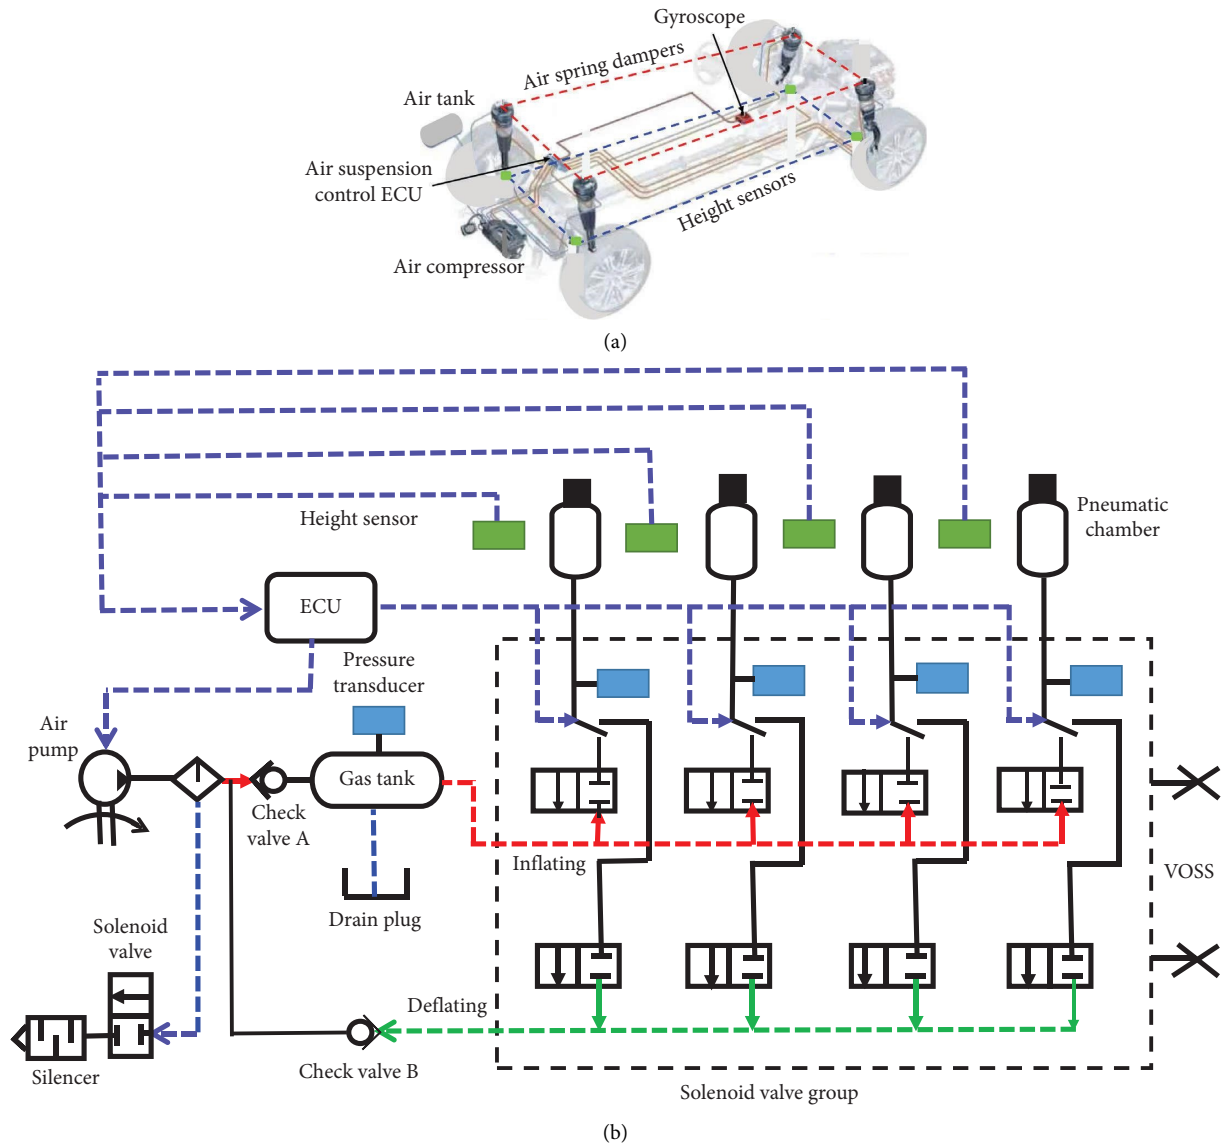 Gyroscope
Air spring dampers
Air tank
Air suspension
control ECU
Height sensors
Air compressor
(a)
Height sensor
Pneumatic
chamber
ECU
Pressure
transducer
Air
pump
Gas tank
Check
valve A
Inflating
VOSS
Drain plug
Solenoid
valve
Deflating
Silencer
Check valve B
Solenoid valve group
(b)